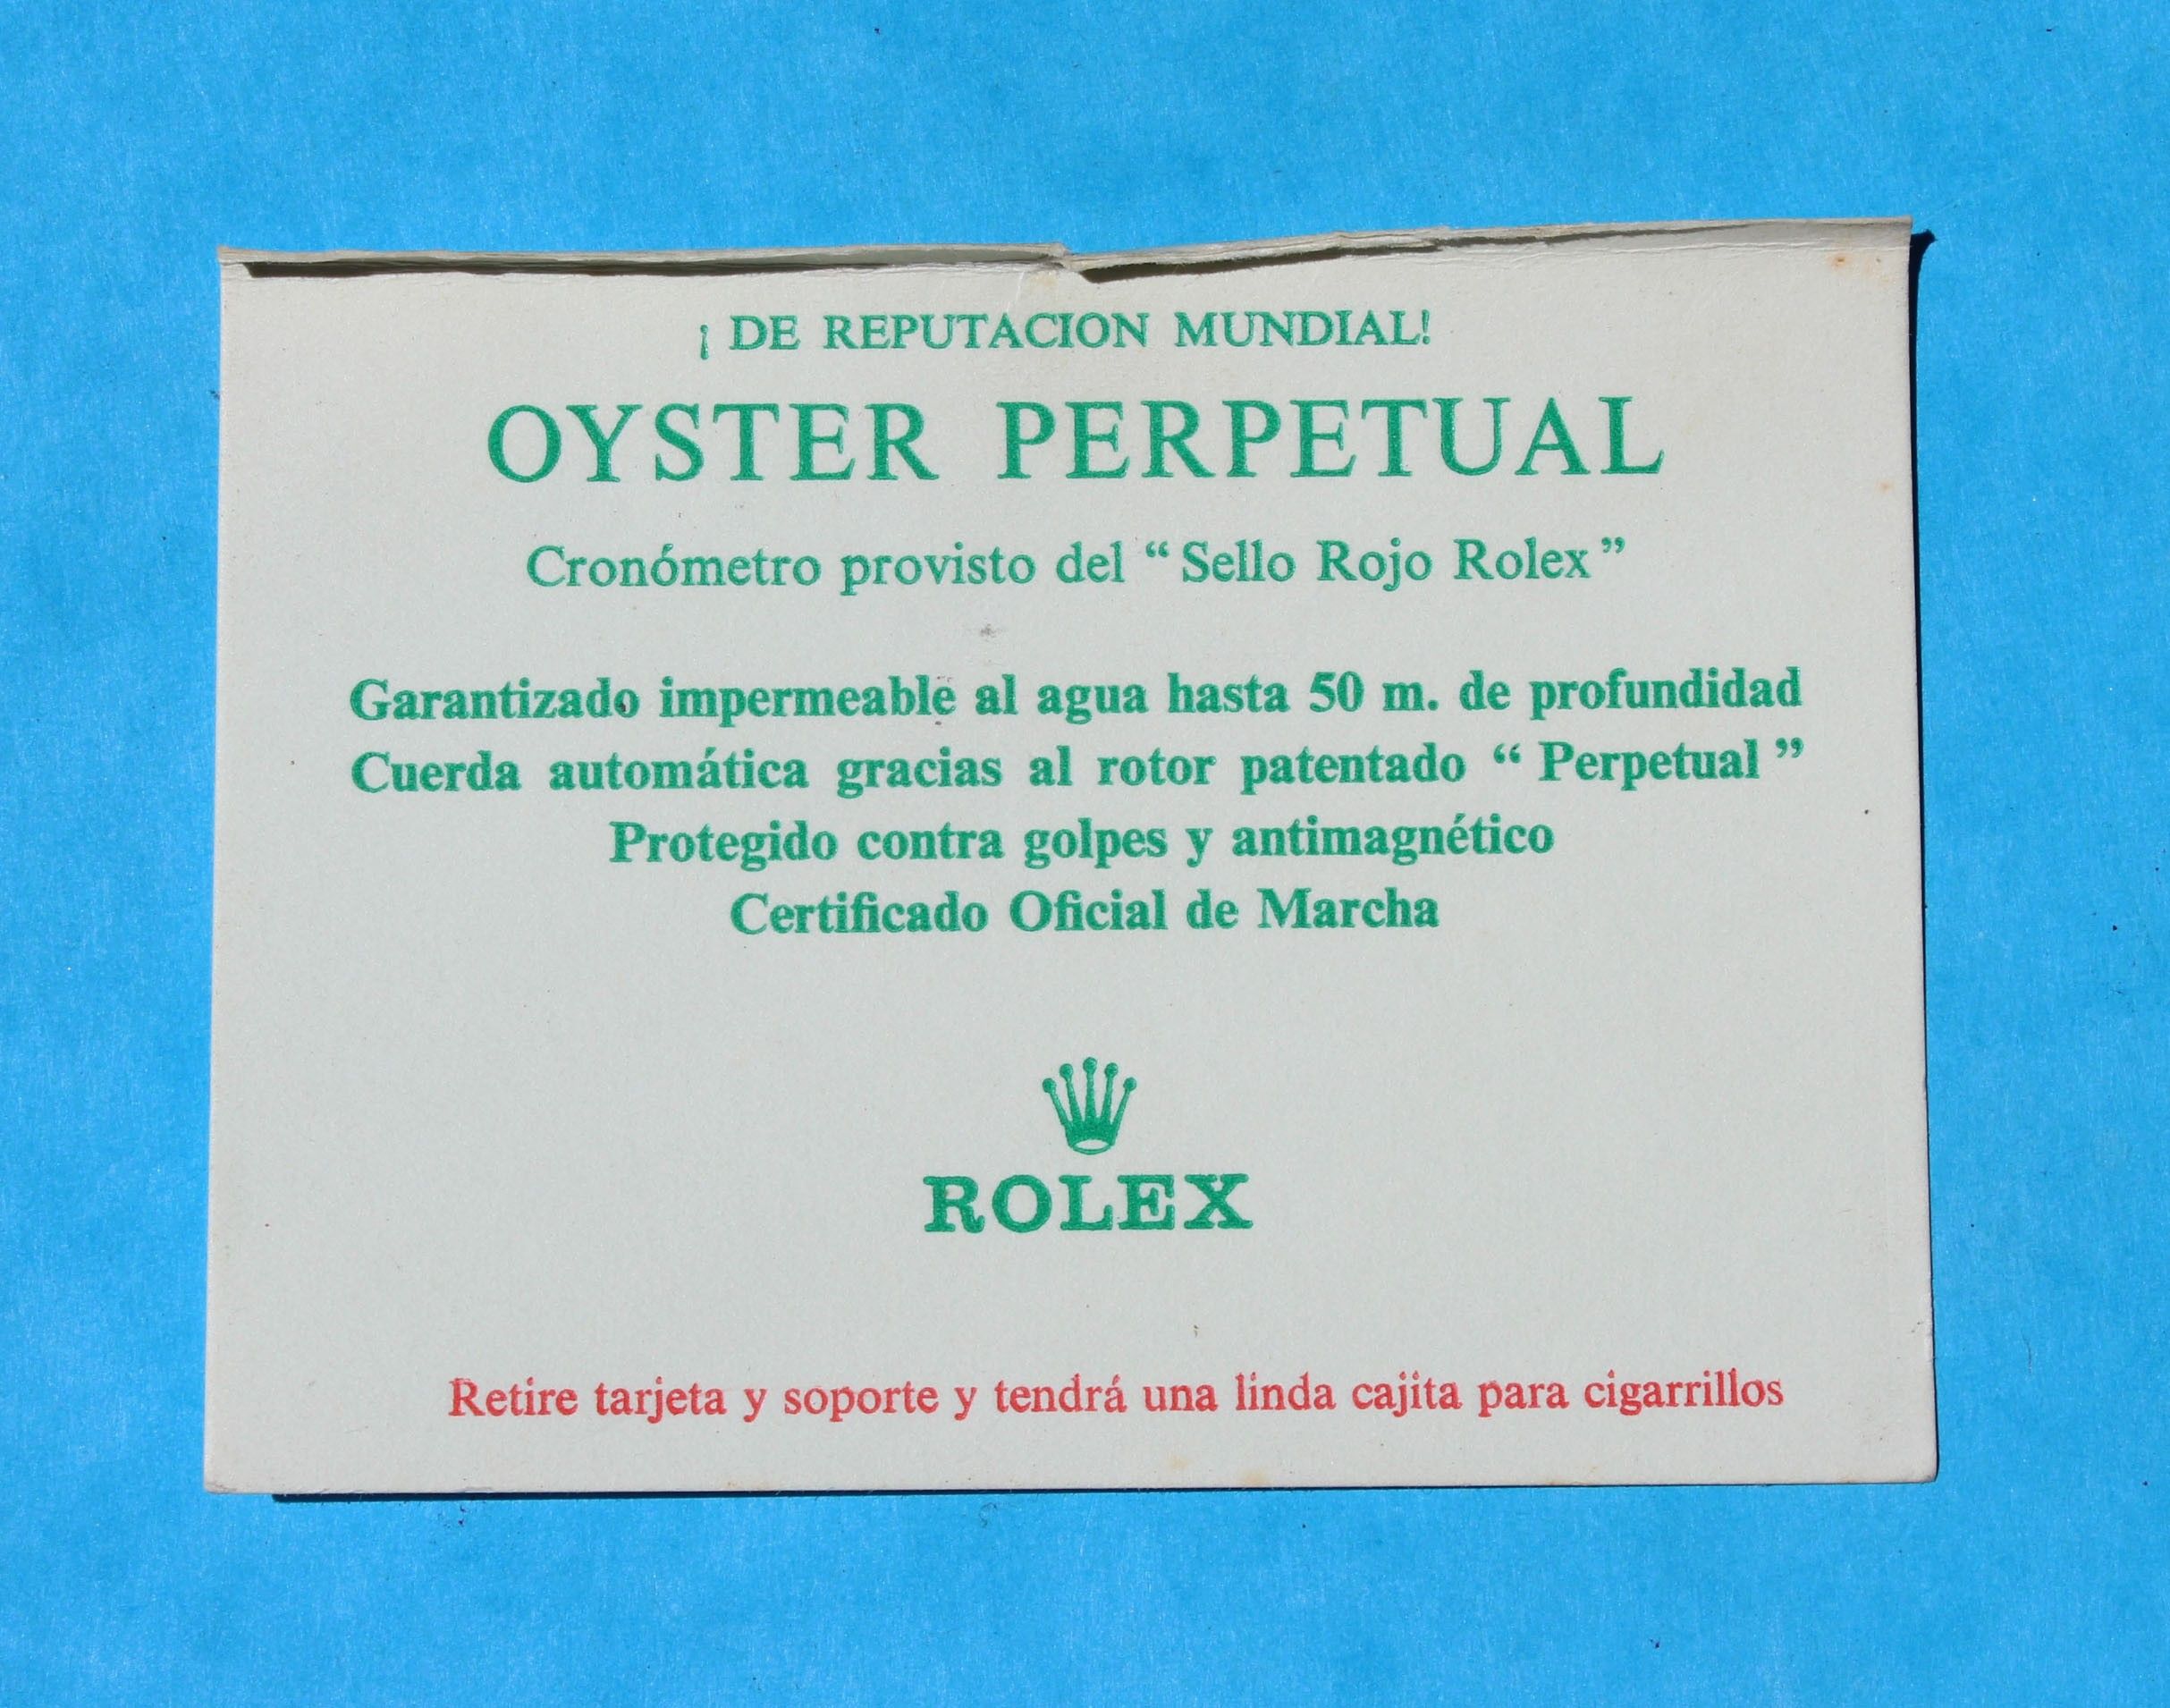 ¡ DE REPUTACION MUNDIAL!
OYSTER PERPETUAL
Cronómetro provisto del “ Sello Rojo Rolex ”
Garantizado impermeable al agua hasta 50 m. de profundidad
Cuerda automática gracias al rotor patentado “ Perpetual ”
Protegido contra golpes y antimagnético
Certificado Oficial de Marcha
ROLEX
Retire tarjeta y soporte y tendrá una linda cajita para cigarrillos